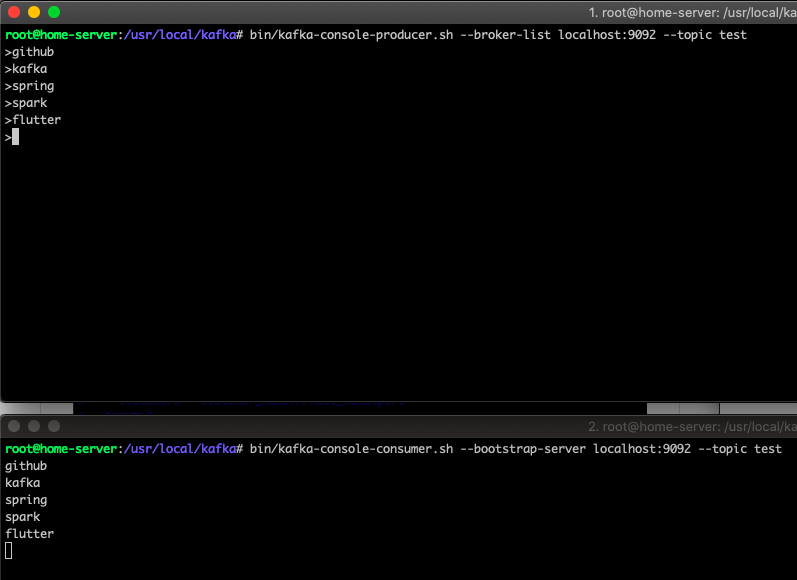 1. root@home-server: /usr/local/ka
root@home-server:/usr/local/kafka# bin/kafka-console-producer.sh --broker-list localhost:9092 --topic test
>github
>kafka
>spring
>spark
>flutter
>
2. root@home-server: /usr/local/ka
root@home-server:/usr/local/kafka# bin/kafka-console-consumer.sh --bootstrap-server localhost:9092 --topic test
github
kafka
spring
spark
flutter